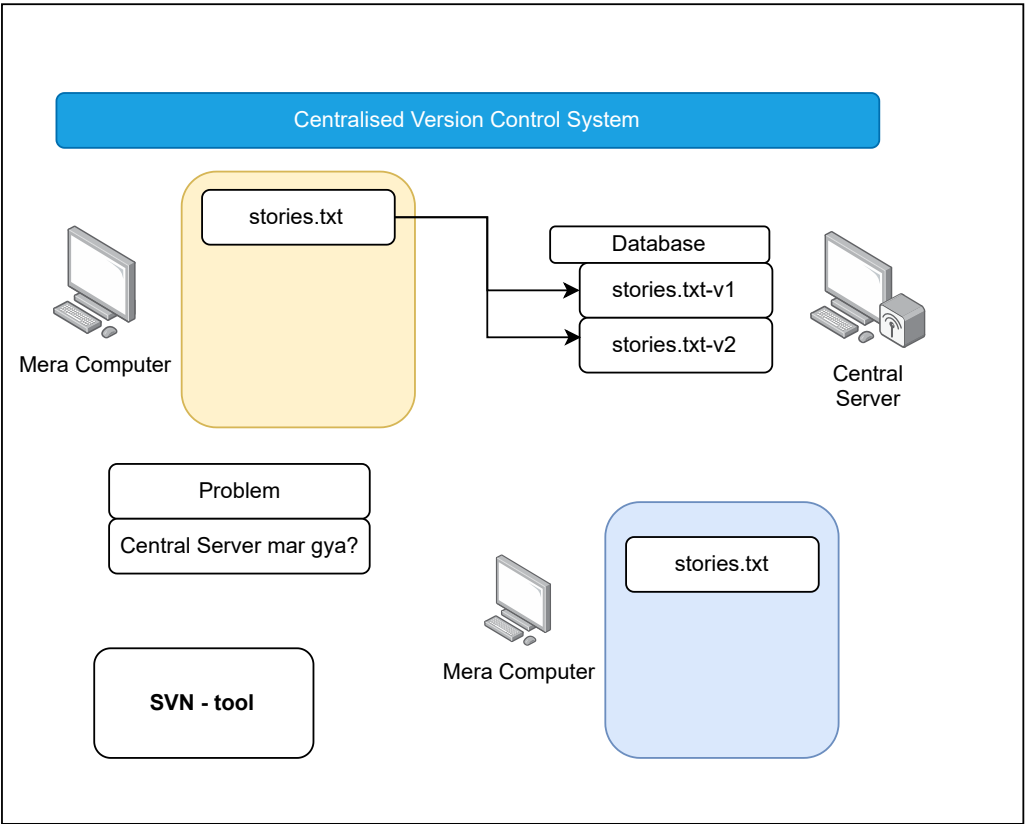 Centralised Version Control System
stories.txt
Mera Computer
Database
stories.txt-v1
stories.txt-v2
Central
Server
Problem
Central Server mar gya?
stories.txt
Mera Computer
SVN - tool